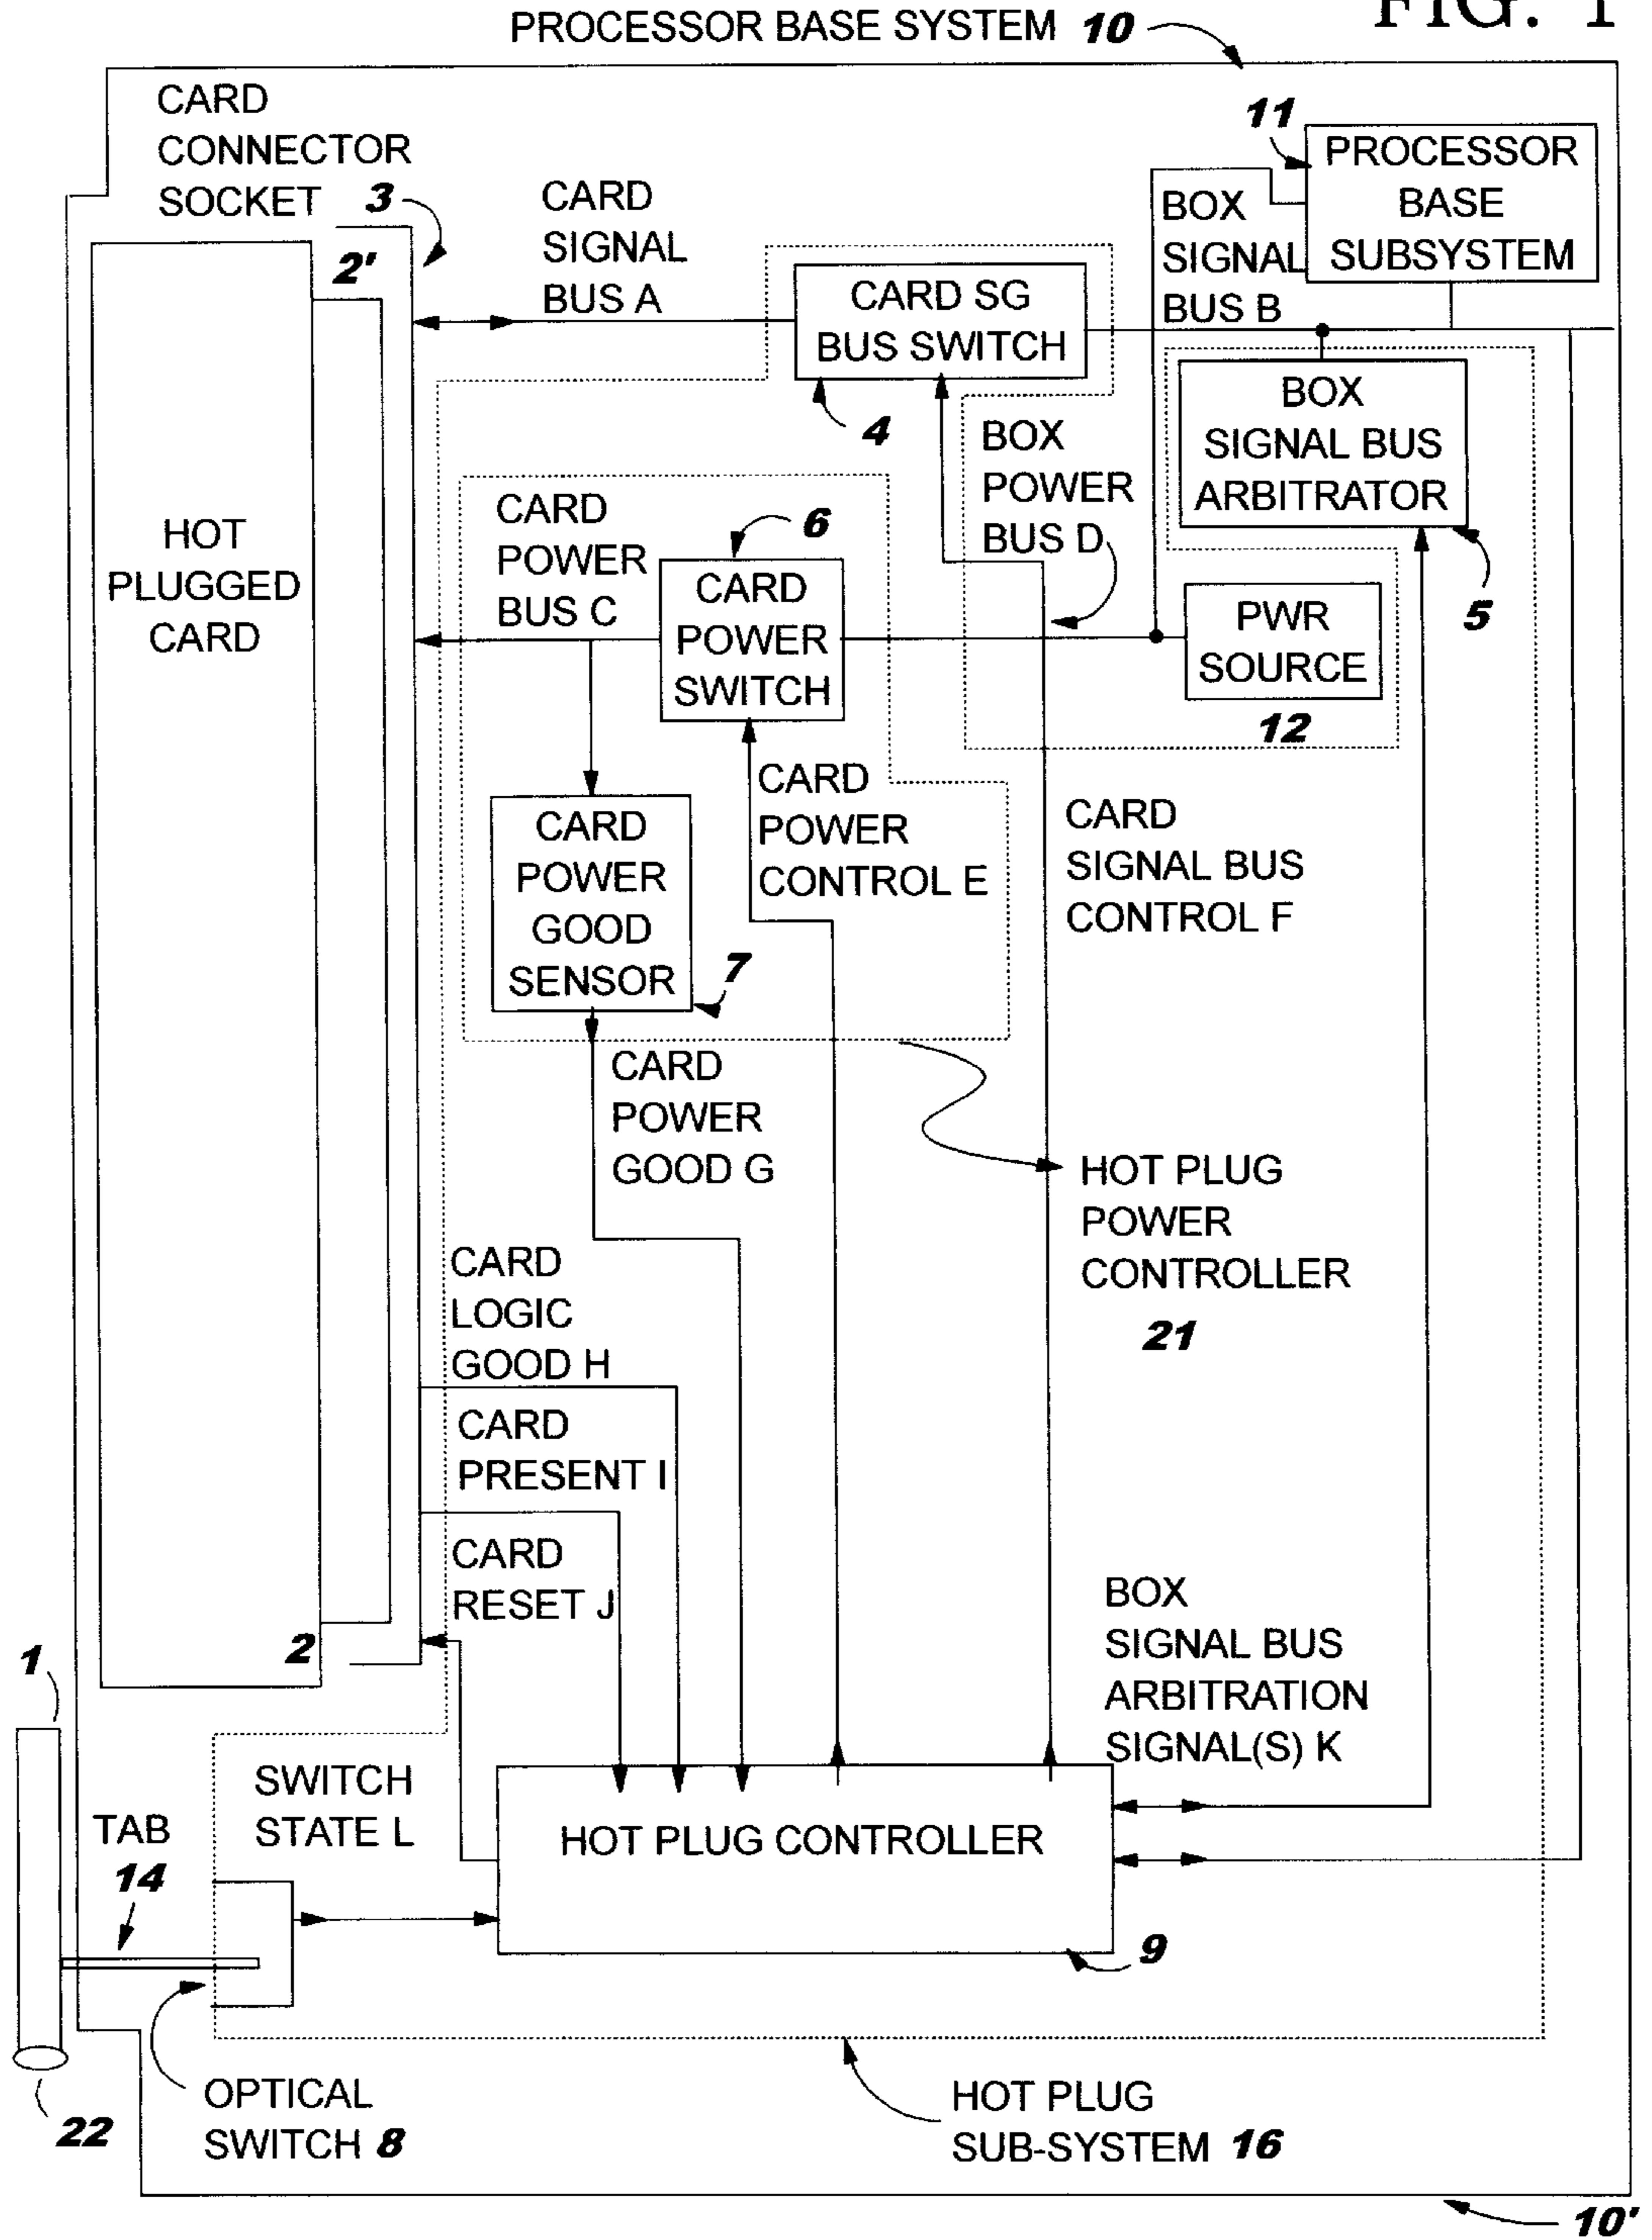 FIG. 1
PROCESSOR BASE SYSTEM 10
CARD
CONNECTOR
SOCKET 3
2'
HOT
PLUGGED
CARD
2
CARD
SIGNAL
BUS A
CARD SG
BUS SWITCH
4
11
PROCESSOR
BASE
SUBSYSTEM
BOX
SIGNAL
BUS B
BOX
SIGNAL BUS
ARBITRATOR
5
BOX
POWER
BUS D
PWR
SOURCE
12
CARD
POWER
BUS C
6
CARD
POWER
SWITCH
CARD
POWER
CONTROL E
CARD
POWER
GOOD
SENSOR
7
CARD
SIGNAL BUS
CONTROL F
CARD
POWER
GOOD G
HOT PLUG
POWER
CONTROLLER
21
CARD
LOGIC
GOOD H
CARD
PRESENT I
CARD
RESET J
BOX
SIGNAL BUS
ARBITRATION
SIGNAL(S) K
1
SWITCH
STATE L
TAB
14
HOT PLUG CONTROLLER
9
22
OPTICAL
SWITCH 8
HOT PLUG
SUB-SYSTEM 16
10'